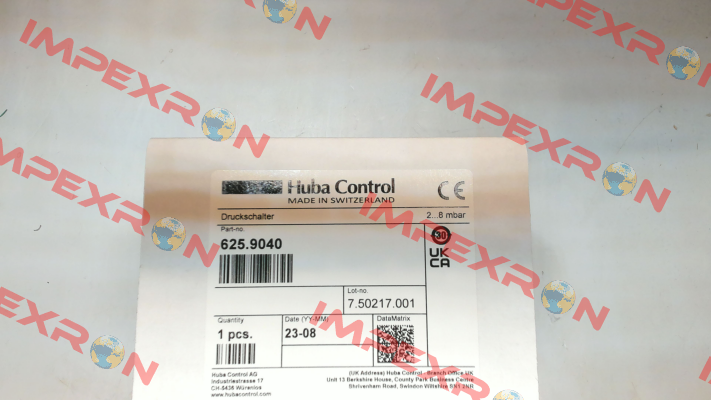 IMPEXRON
IMPEXRON
IMPEXRON
IMPEXRON
IMPEXRON
IMPEXRON
Huba Control
MADE IN SWITZERLAND
CE
Druckschalter
2...8 mbar
Part-no.
625.9040
30
UK
CA
Lot-no.
7.50217.001
Quantity
1 pcs.
Date (YY-MM)
23-08
DataMatrix
Huba Control AG
Industriestrasse 17
CH-5436 Würenlos
www.hubacontrol.com
(UK Address) Huba Control - Branch Office UK
Unit 13 Berkshire House, County Park Business Centre
Shrivenham Road, Swindon Wiltshire SN1 2NR